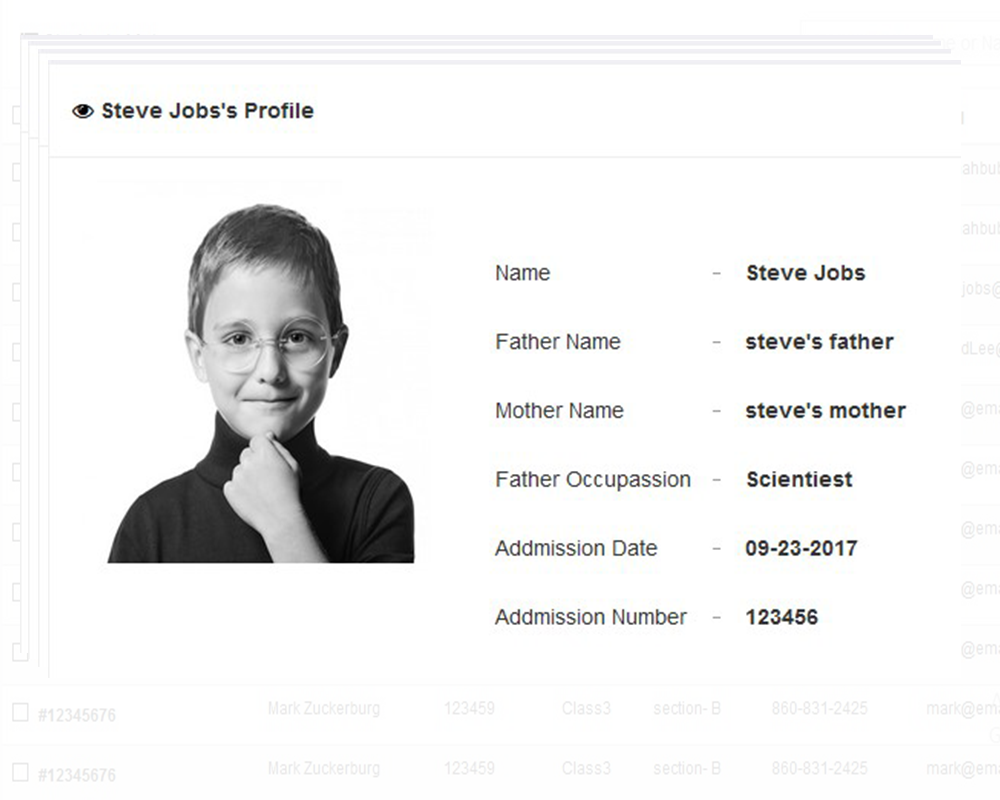 Steve Jobs's Profile
Name - Steve Jobs
Father Name - steve's father
Mother Name - steve's mother
Father Occupassion - Scientiest
Addmission Date - 09-23-2017
Addmission Number - 123456
ahbub
ahbub
jobs@
dLee@
@ema
@ema
@ema
@ema
@ema
#12345676 Mark Zuckerburg 123459 Class3 section- B 860-831-2425 mark@em
#12345676 Mark Zuckerburg 123459 Class3 section- B 860-831-2425 mark@em